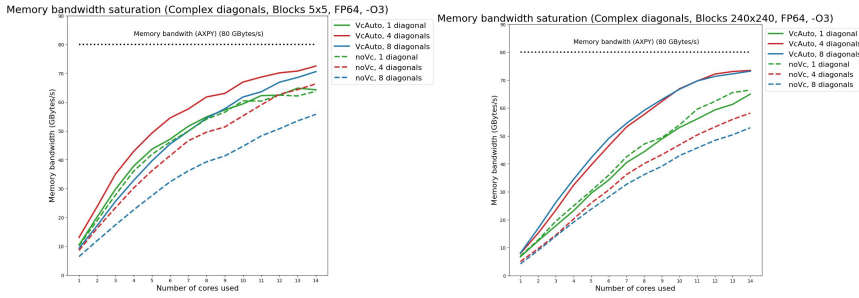 Memory bandwidth saturation (Complex diagonals, Blocks 5x5, FP64, -O3)
90
80
70
60
50
40
30
20
10
0
Memory bandwidth (GBytes/s)
Memory bandwith (AXPY) (80 GBytes/s)
1 2 3 4 5 6 7 8 9 10 11 12 13 14
Number of cores used
VcAuto, 1 diagonal
VcAuto, 4 diagonals
VcAuto, 8 diagonals
noVc, 1 diagonal
noVc, 4 diagonals
noVc, 8 diagonals
Memory bandwidth saturation (Complex diagonals, Blocks 240x240, FP64, -O3)
90
80
70
60
50
40
30
20
10
0
Memory bandwidth (GBytes/s)
Memory bandwith (AXPY) (80 GBytes/s)
1 2 3 4 5 6 7 8 9 10 11 12 13 14
Number of cores used
VcAuto, 1 diagonal
VcAuto, 4 diagonals
VcAuto, 8 diagonals
noVc, 1 diagonal
noVc, 4 diagonals
noVc, 8 diagonals